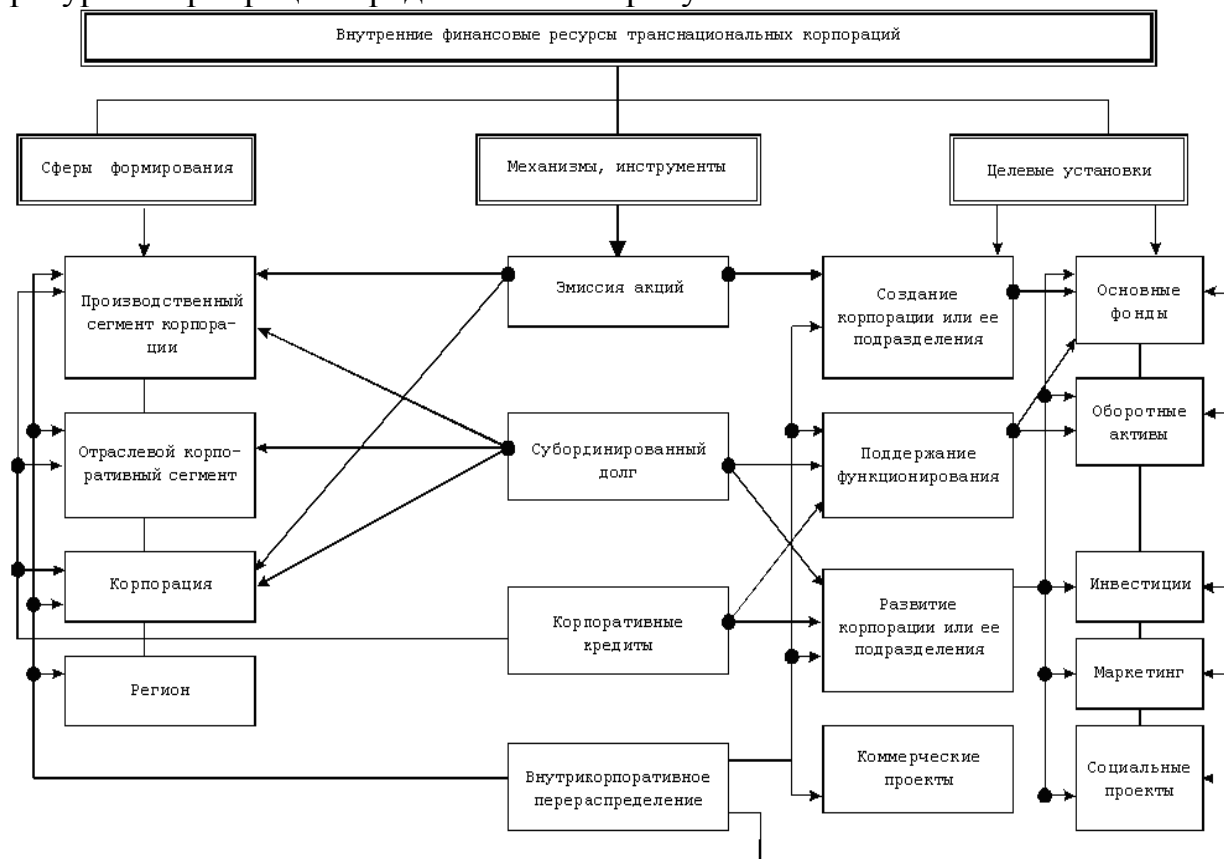 Внутренние финансовые ресурсы транснациональных корпораций
Сферы формирования
Механизмы, инструменты
Целевые установки
Производственный
сегмент корпора-
ции
Эмиссия акций
Создание
корпорации или ее
подразделения
Основные
фонды
Отраслевой корпо-
ративный сегмент
Субординированный
долг
Поддержание
функционирования
Оборотные
активы
Корпорация
Корпоративные
кредиты
Развитие
корпорации или ее
подразделения
Инвестиции
Регион
Маркетинг
Внутрикорпоративное
перераспределение
Коммерческие
проекты
Социальные
проекты